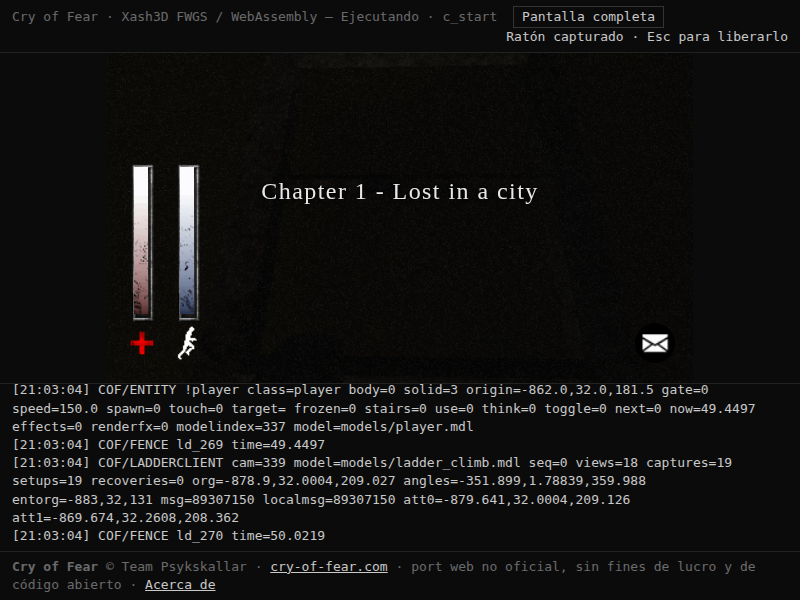 Cry of Fear · Xash3D FWGS / WebAssembly — Ejecutando · c_start
Pantalla completa
Ratón capturado · Esc para liberarlo
Chapter 1 - Lost in a city
[21:03:04] COF/ENTITY !player class=player body=0 solid=3 origin=-862.0,32.0,181.5 gate=0
speed=150.0 spawn=0 touch=0 target= frozen=0 stairs=0 use=0 think=0 toggle=0 next=0 now=49.4497
effects=0 renderfx=0 modelindex=337 model=models/player.mdl
[21:03:04] COF/FENCE ld_269 time=49.4497
[21:03:04] COF/LADDERCLIENT cam=339 model=models/ladder_climb.mdl seq=0 views=18 captures=19
setups=19 recoveries=0 org=-878.9,32.0004,209.027 angles=-351.899,1.78839,359.988
entorg=-883,32,131 msg=89307150 localmsg=89307150 att0=-879.641,32.0004,209.126
att1=-869.674,32.2608,208.362
[21:03:04] COF/FENCE ld_270 time=50.0219
Cry of Fear © Team Psykskallar · cry-of-fear.com · port web no oficial, sin fines de lucro y de
código abierto · Acerca de